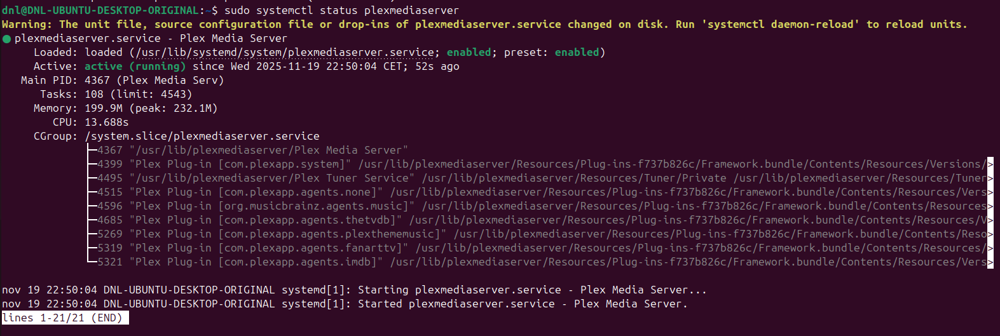 dnl@DNL-UBUNTU-DESKTOP-ORIGINAL:~$ sudo systemctl status plexmediaserver
Warning: The unit file, source configuration file or drop-ins of plexmediaserver.service changed on disk. Run 'systemctl daemon-reload' to reload units.
● plexmediaserver.service - Plex Media Server
Loaded: loaded (/usr/lib/systemd/system/plexmediaserver.service; enabled; preset: enabled)
Active: active (running) since Wed 2025-11-19 22:50:04 CET; 52s ago
Main PID: 4367 (Plex Media Serv)
Tasks: 108 (limit: 4543)
Memory: 199.9M (peak: 232.1M)
CPU: 13.688s
CGroup: /system.slice/plexmediaserver.service
├─4367 "/usr/lib/plexmediaserver/Plex Media Server"
├─4399 "Plex Plug-in [com.plexapp.system]" /usr/lib/plexmediaserver/Resources/Plug-ins-f737b826c/Framework.bundle/Contents/Resources/Versions/>
├─4495 "/usr/lib/plexmediaserver/Plex Tuner Service" /usr/lib/plexmediaserver/Resources/Tuner/Private /usr/lib/plexmediaserver/Resources/Tuner>
├─4515 "Plex Plug-in [com.plexapp.agents.none]" /usr/lib/plexmediaserver/Resources/Plug-ins-f737b826c/Framework.bundle/Contents/Resources/Vers>
├─4596 "Plex Plug-in [org.musicbrainz.agents.music]" /usr/lib/plexmediaserver/Resources/Plug-ins-f737b826c/Framework.bundle/Contents/Resources>
├─4685 "Plex Plug-in [com.plexapp.agents.thetvdb]" /usr/lib/plexmediaserver/Resources/Plug-ins-f737b826c/Framework.bundle/Contents/Resources/V>
├─5269 "Plex Plug-in [com.plexapp.agents.plexthememusic]" /usr/lib/plexmediaserver/Resources/Plug-ins-f737b826c/Framework.bundle/Contents/Reso>
├─5319 "Plex Plug-in [com.plexapp.agents.fanarttv]" /usr/lib/plexmediaserver/Resources/Plug-ins-f737b826c/Framework.bundle/Contents/Resources/>
└─5321 "Plex Plug-in [com.plexapp.agents.imdb]" /usr/lib/plexmediaserver/Resources/Plug-ins-f737b826c/Framework.bundle/Contents/Resources/Vers>
nov 19 22:50:04 DNL-UBUNTU-DESKTOP-ORIGINAL systemd[1]: Starting plexmediaserver.service - Plex Media Server...
nov 19 22:50:04 DNL-UBUNTU-DESKTOP-ORIGINAL systemd[1]: Started plexmediaserver.service - Plex Media Server.
lines 1-21/21 (END)